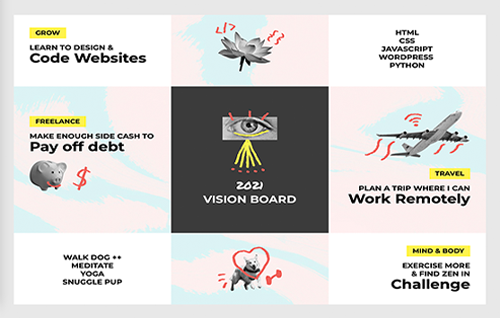 GROW
LEARN TO DESIGN &
Code Websites
</>
HTML
CSS
JAVASCRIPT
WORDPRESS
PYTHON
FREELANCE
MAKE ENOUGH SIDE CASH TO
Pay off debt
$
2021
VISION BOARD
TRAVEL
PLAN A TRIP WHERE I CAN
Work Remotely
WALK DOG ++
MEDITATE
YOGA
SNUGGLE PUP
MIND & BODY
EXERCISE MORE
& FIND ZEN IN
Challenge